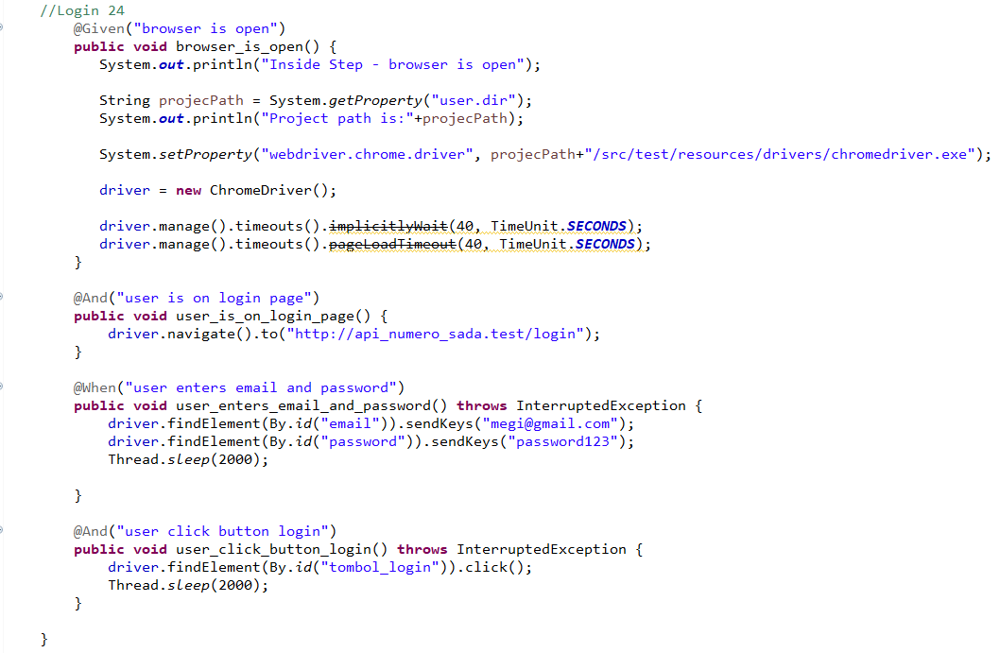 //Login 24
@Given("browser is open")
public void browser_is_open() {
System.out.println("Inside Step - browser is open");
String projecPath = System.getProperty("user.dir");
System.out.println("Project path is:"+projecPath);
System.setProperty("webdriver.chrome.driver", projecPath+"/src/test/resources/drivers/chromedriver.exe");
driver = new ChromeDriver();
driver.manage().timeouts().implicitlyWait(40, TimeUnit.SECONDS);
driver.manage().timeouts().pageLoadTimeout(40, TimeUnit.SECONDS);
}
@And("user is on login page")
public void user_is_on_login_page() {
driver.navigate().to("http://api_numero_sada.test/login");
}
@When("user enters email and password")
public void user_enters_email_and_password() throws InterruptedException {
driver.findElement(By.id("email")).sendKeys("megi@gmail.com");
driver.findElement(By.id("password")).sendKeys("password123");
Thread.sleep(2000);
}
@And("user click button login")
public void user_click_button_login() throws InterruptedException {
driver.findElement(By.id("tombol_login")).click();
Thread.sleep(2000);
}
}